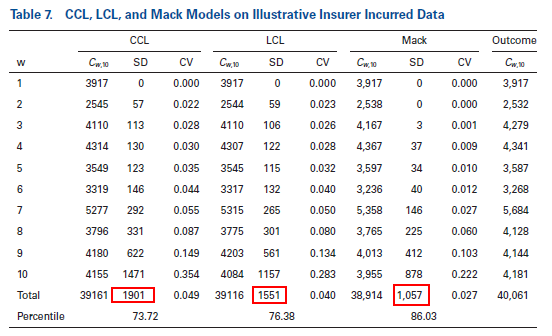 Table 7. CCL, LCL, and Mack Models on Illustrative Insurer Incurred Data
CCL LCL Mack Outcome
w Cw,10 SD CV Cw,10 SD CV Cw,10 SD CV Cw,10
1 3917 0 0.000 3917 0 0.000 3,917 0 0.000 3,917
2 2545 57 0.022 2544 59 0.023 2,538 0 0.000 2,532
3 4110 113 0.028 4110 106 0.026 4,167 3 0.001 4,279
4 4314 130 0.030 4307 122 0.028 4,367 37 0.009 4,341
5 3549 123 0.035 3545 115 0.032 3,597 34 0.010 3,587
6 3319 146 0.044 3317 132 0.040 3,236 40 0.012 3,268
7 5277 292 0.055 5315 265 0.050 5,358 146 0.027 5,684
8 3796 331 0.087 3775 301 0.080 3,765 225 0.060 4,128
9 4180 622 0.149 4203 561 0.134 4,013 412 0.103 4,144
10 4155 1471 0.354 4084 1157 0.283 3,955 878 0.222 4,181
Total 39161 1901 0.049 39116 1551 0.040 38,914 1,057 0.027 40,061
Percentile 73.72 76.38 86.03